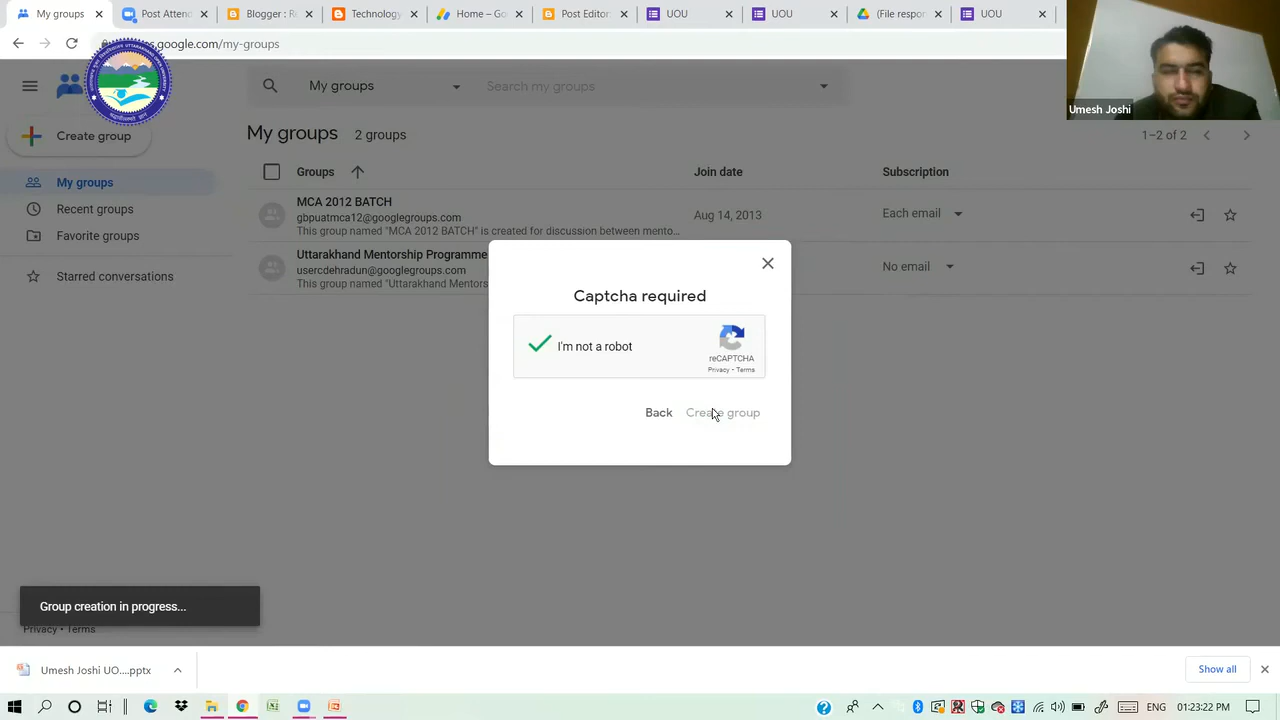 My groups
Post Attend
Blogger : R
Technology
Home – Go
Post Editor
UOU
UOU
(File respor
UOU
google.com/my-groups
My groups
Search my groups
Umesh Joshi
Create group
My groups 2 groups
1–2 of 2
Groups
Join date
Subscription
My groups
MCA 2012 BATCH
gbpuatmca12@googlegroups.com
This group named "MCA 2012 BATCH" is created for discussion between mento...
Aug 14, 2013
Each email
Recent groups
Favorite groups
Uttarakhand Mentorship Programme
usercdehradun@googlegroups.com
This group named "Uttarakhand Mentors
No email
Starred conversations
Captcha required
I'm not a robot
reCAPTCHA
Privacy - Terms
Back
Create group
Group creation in progress...
Privacy • Terms
Umesh Joshi UO....pptx
Show all
ENG
01:23:22 PM